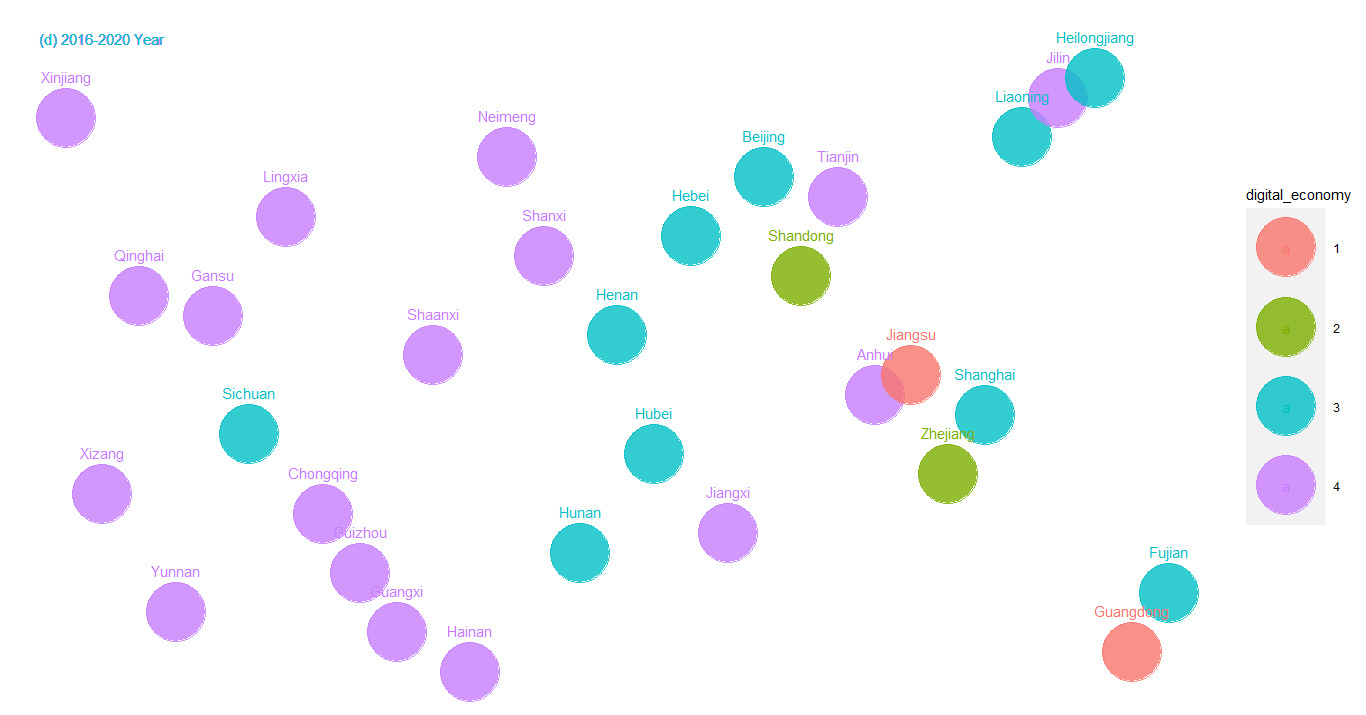 (d) 2016-2020 Year
Heilongjiang
Jilin
Xinjiang
Liaoning
Neimeng
Beijing
Tianjin
Lingxia
Hebei
digital_economy
Shanxi
Shandong
a 1
Qinghai
Gansu
Henan
Shaanxi
a 2
Jiangsu
Anhui
Shanghai
Sichuan
a 3
Hubei
Zhejiang
Xizang
Chongqing
a 4
Jiangxi
Hunan
Guizhou
Fujian
Yunnan
Guangxi
Guangdong
Hainan